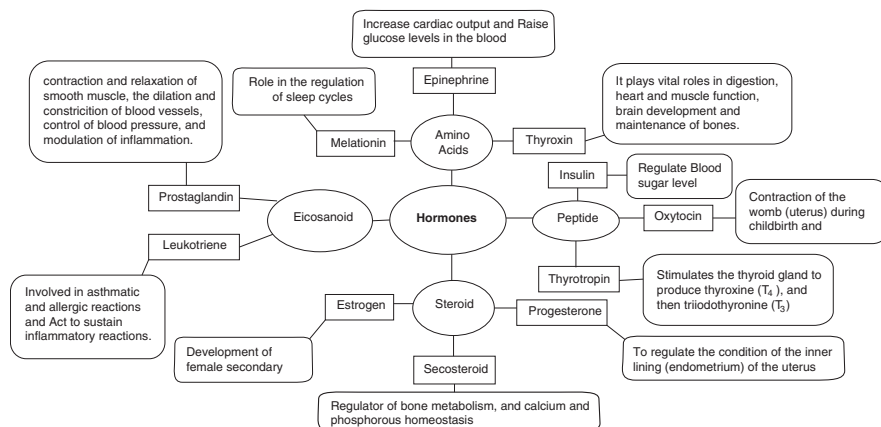 Increase cardiac output and Raise
glucose levels in the blood
Epinephrine
contraction and relaxation of
smooth muscle, the dilation and
constricition of blood vessels,
control of blood pressure, and
modulation of inflammation.
Role in the regulation
of sleep cycles
It plays vital roles in digestion,
heart and muscle function,
brain development and
maintenance of bones.
Melationin
Amino
Acids
Thyroxin
Insulin
Regulate Blood
sugar level
Prostaglandin
Eicosanoid
Hormones
Peptide
Oxytocin
Contraction of the
womb (uterus) during
childbirth and
Leukotriene
Thyrotropin
Stimulates the thyroid gland to
produce thyroxine (T4), and
then triiodothyronine (T3)
Involved in asthmatic
and allergic reactions
and Act to sustain
inflammatory reactions.
Estrogen
Steroid
Progesterone
Development of
female secondary
Secosteroid
To regulate the condition of the inner
lining (endometrium) of the uterus
Regulator of bone metabolism, and calcium and
phosphorous homeostasis